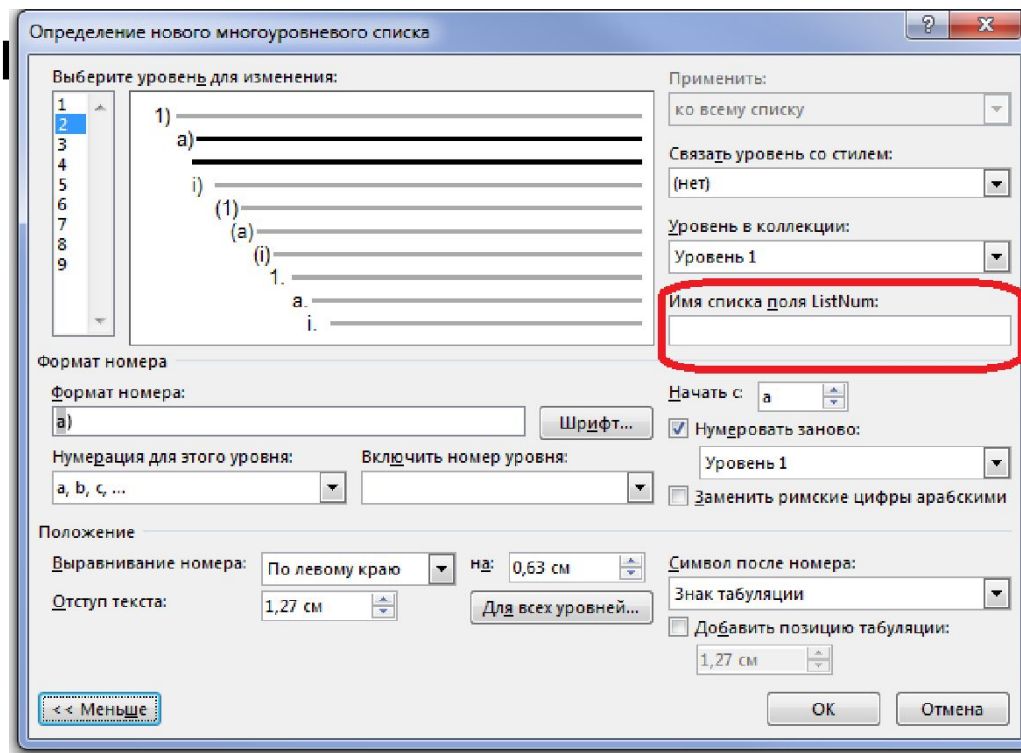 Определение нового многоуровневого списка
Выберите уровень для изменения:
1
2
3
4
5
6
7
8
9
1)
a)
i)
(1)
(a)
(i)
1.
a.
i.
Применить:
ко всему списку
Связать уровень со стилем:
(нет)
Уровень в коллекции:
Уровень 1
Имя списка поля ListNum:
Формат номера
Формат номера:
a)
Шрифт...
Начать с: a
Нумеровать заново:
Уровень 1
Нумерация для этого уровня: Включить номер уровня:
a, b, c, ...
Заменить римские цифры арабскими
Положение
Выравнивание номера: По левому краю на: 0,63 см
Отступ текста: 1,27 см Для всех уровней...
Символ после номера:
Знак табуляции
Добавить позицию табуляции:
1,27 см
<< Меньше
ОК Отмена